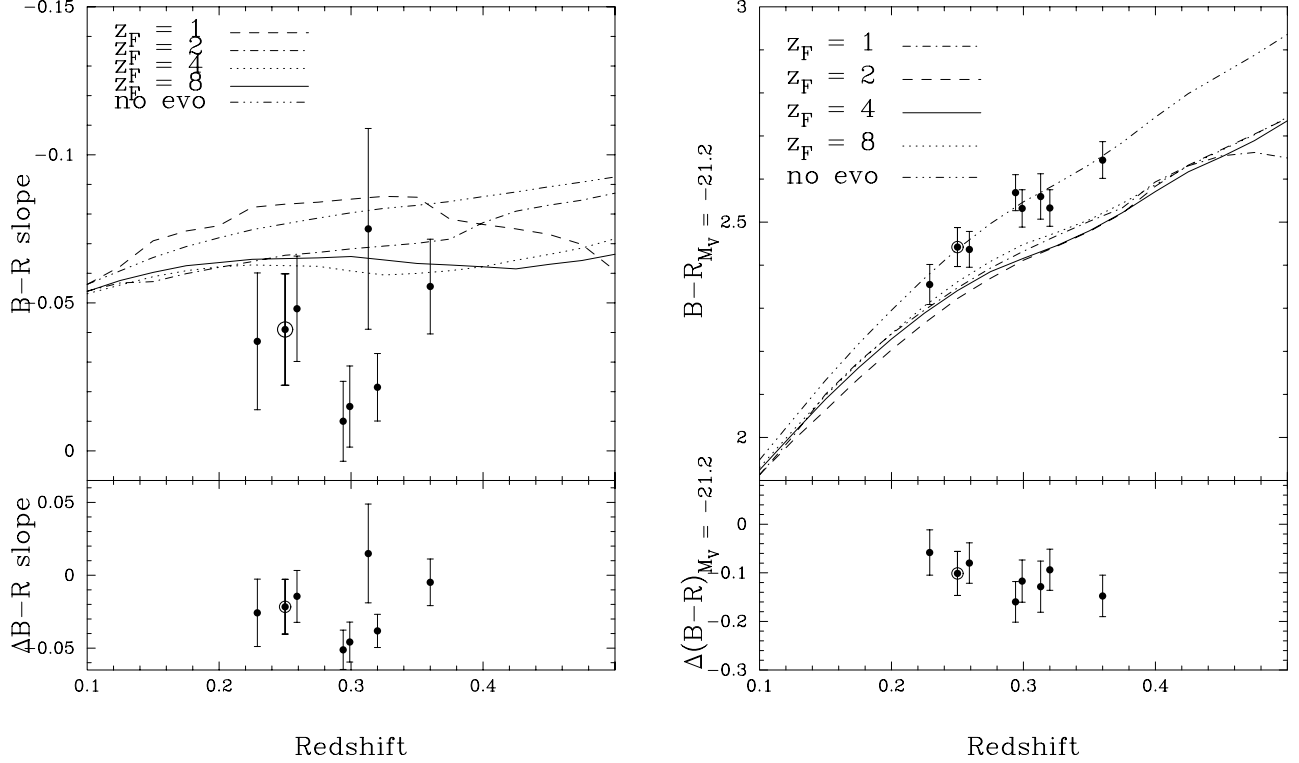 −0.15
−0.1
−0.05
0
B−R slope
z_F = 1
z_F = 2
z_F = 4
z_F = 8
no evo
0.05
0
−0.05
ΔB−R slope
0.1
0.2
0.3
0.4
Redshift
3
2.5
2
B−R_{M_V = −21.2}
z_F = 1
z_F = 2
z_F = 4
z_F = 8
no evo
0
−0.1
−0.2
−0.3
Δ(B−R)_{M_V = −21.2}
0.1
0.2
0.3
0.4
Redshift